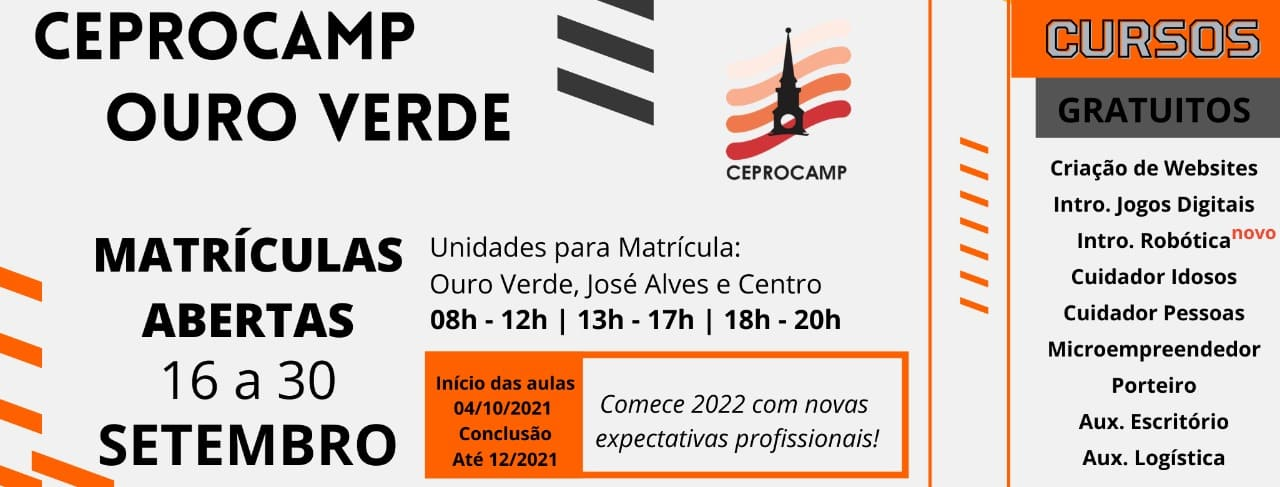 CEPROCAMP
OURO VERDE
CEPROCAMP
MATRÍCULAS
ABERTAS
16 a 30
SETEMBRO
Unidades para Matrícula:
Ouro Verde, José Alves e Centro
08h - 12h | 13h - 17h | 18h - 20h
Início das aulas
04/10/2021
Conclusão
Até 12/2021
Comece 2022 com novas
expectativas profissionais!
CURSOS
GRATUITOS
Criação de Websites
Intro. Jogos Digitais
Intro. Robótica novo
Cuidador Idosos
Cuidador Pessoas
Microempreendedor
Porteiro
Aux. Escritório
Aux. Logística